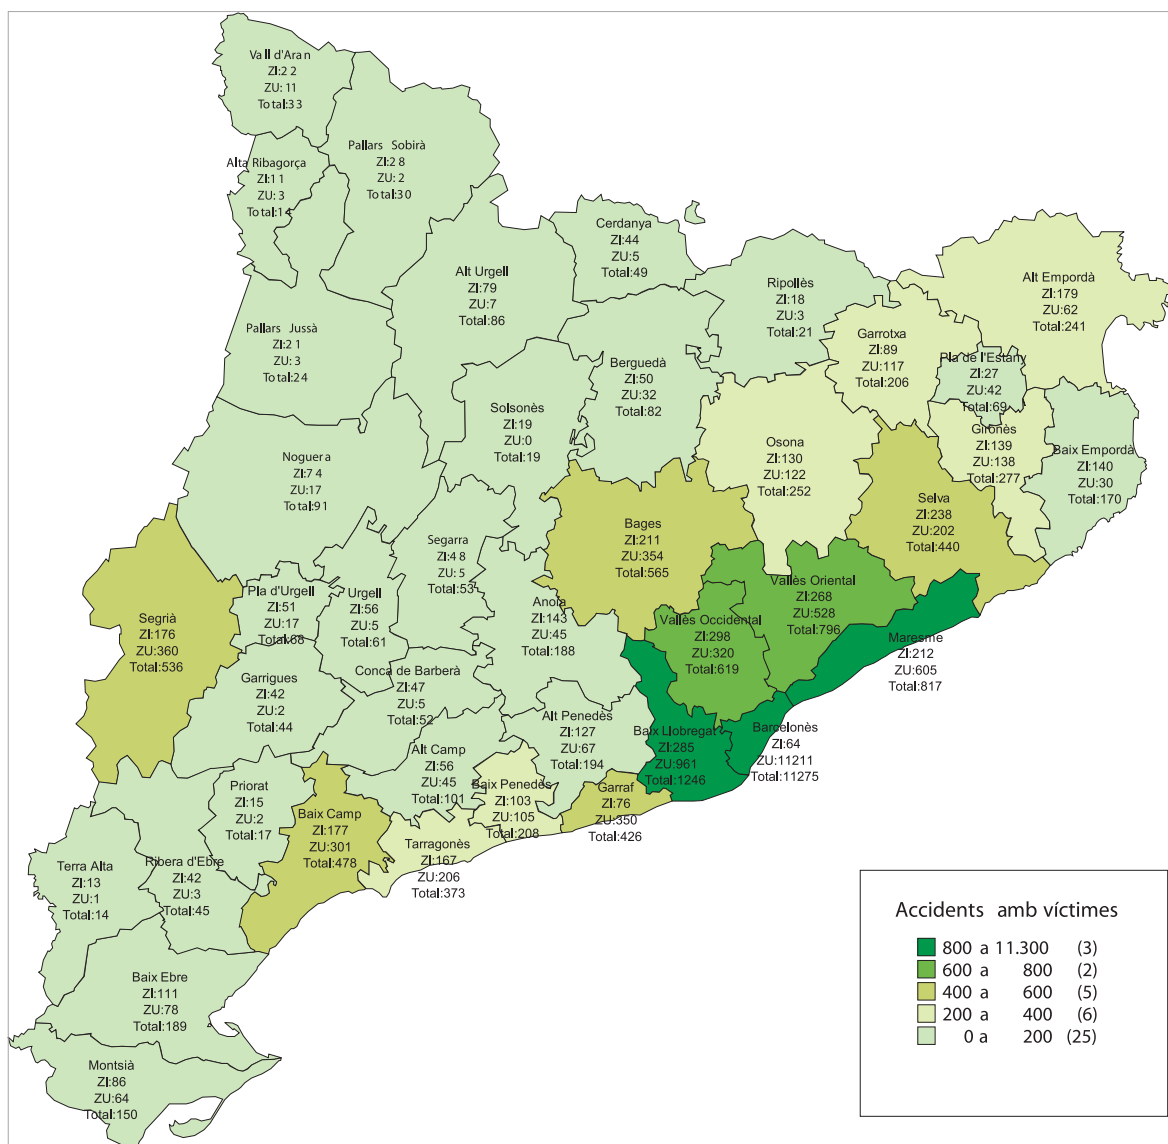 Vall d'Aran
ZI:22
ZU: 11
Total:33
Pallars Sobirà
ZI:28
ZU: 2
Total:30
Alta Ribagorça
ZI:11
ZU: 3
Total:14
Cerdanya
ZI:44
ZU:5
Total:49
Alt Urgell
ZI:79
ZU:7
Total:86
Ripollès
ZI:18
ZU:3
Total:21
Alt Empordà
ZI:179
ZU:62
Total:241
Pallars Jussà
ZI:21
ZU: 3
Total:24
Garrotxa
ZI:89
ZU:117
Total:206
Pla de l'Estany
ZI:27
ZU:42
Total:69
Berguedà
ZI:50
ZU:32
Total:82
Solsonès
ZI:19
ZU:0
Total:19
Osona
ZI:130
ZU:122
Total:252
Gironès
ZI:139
ZU:138
Total:277
Baix Empordà
ZI:140
ZU:30
Total:170
Noguera
ZI:74
ZU:17
Total:91
Selva
ZI:238
ZU:202
Total:440
Bages
ZI:211
ZU:354
Total:565
Segarra
ZI:48
ZU: 5
Total:53
Vallès Oriental
ZI:268
ZU:528
Total:796
Pla d'Urgell
ZI:51
ZU:17
Total:68
Urgell
ZI:56
ZU:5
Total:61
Anoia
ZI:143
ZU:45
Total:188
Segrià
ZI:176
ZU:360
Total:536
Vallès Occidental
ZI:298
ZU:320
Total:619
Maresme
ZI:212
ZU:605
Total:817
Garrigues
ZI:42
ZU:2
Total:44
Conca de Barberà
ZI:47
ZU:5
Total:52
Alt Penedès
ZI:127
ZU:67
Total:194
Baix Llobregat
ZI:285
ZU:961
Total:1246
Barcelonès
ZI:64
ZU:11211
Total:11275
Alt Camp
ZI:56
ZU:45
Total:101
Priorat
ZI:15
ZU:2
Total:17
Baix Penedès
ZI:103
ZU:105
Total:208
Garraf
ZI:76
ZU:350
Total:426
Baix Camp
ZI:177
ZU:301
Total:478
Tarragonès
ZI:167
ZU:206
Total:373
Terra Alta
ZI:13
ZU:1
Total:14
Ribera d'Ebre
ZI:42
ZU:3
Total:45
Baix Ebre
ZI:111
ZU:78
Total:189
Montsià
ZI:86
ZU:64
Total:150
Accidents amb víctimes
800 a 11.300 (3)
600 a 800 (2)
400 a 600 (5)
200 a 400 (6)
0 a 200 (25)